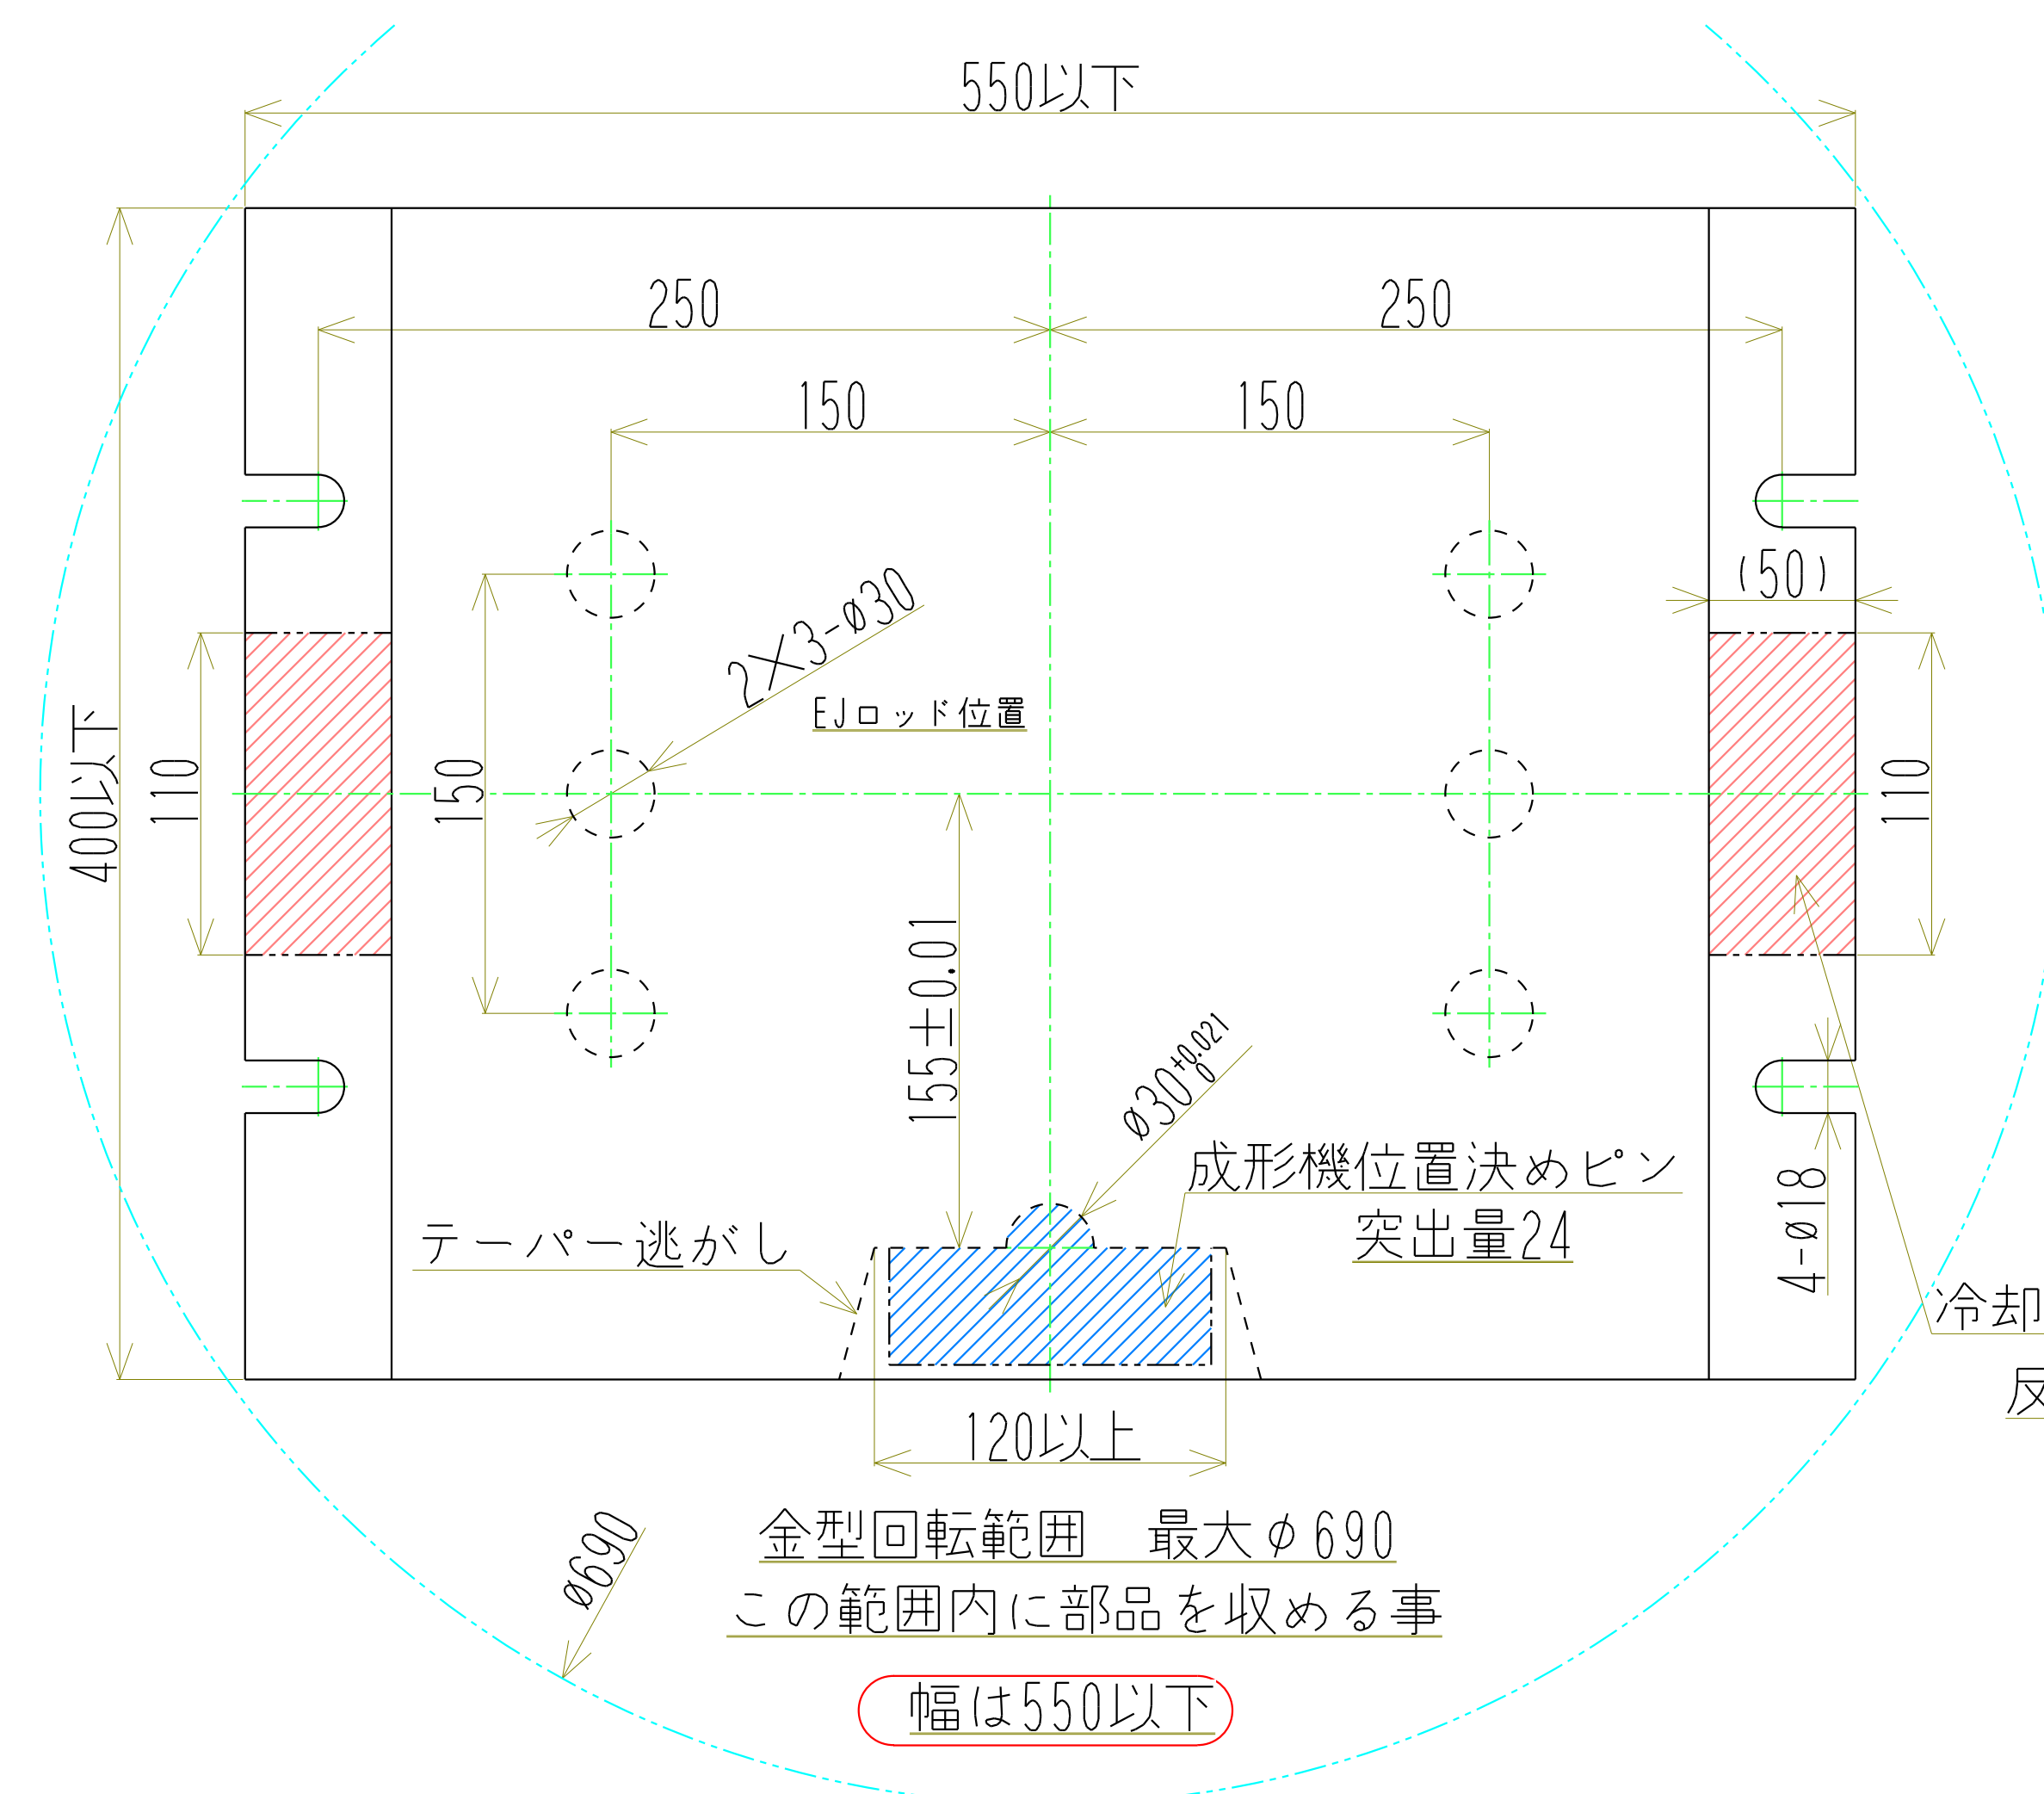 550以下
250
250
150
150
(50)
2×3-ø30
EJロッド位置
400以下
110
150
110
155±0.01
ø30+0.021
0
成形機位置決めピン
突出量24
テーパー逃がし
4-ø18
冷却
120以上
ø690
金型回転範囲 最大φ690
この範囲内に部品を収める事
幅は550以下